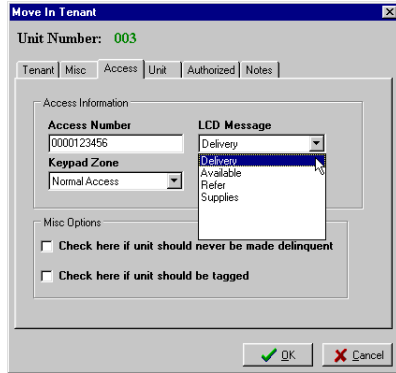 Move In Tenant
Unit Number: 003
Tenant Misc Access Unit Authorized Notes
Access Information
Access Number LCD Message
0000123456 Delivery
Keypad Zone Delivery
Normal Access Available
Refer
Supplies
Misc Options
Check here if unit should never be made delinquent
Check here if unit should be tagged
OK Cancel